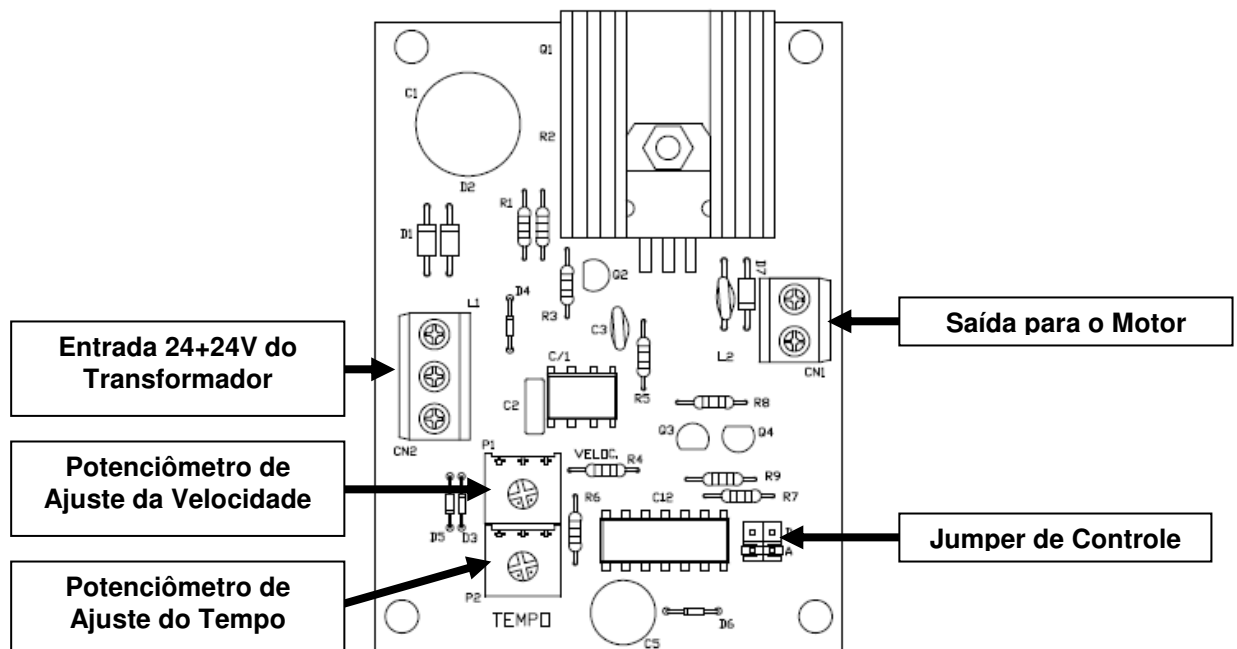 Q1
C1
R2
D2
R1
D1
Q2
D7
D4
L1
R3
C3
Entrada 24+24V do
Transformador
Saída para o Motor
C/1
L2
CN1
R5
C2
R8
Q3
Q4
CN2
P1
VELOC.
R4
Potenciômetro de
Ajuste da Velocidade
R9
R7
R6
C12
D5
D3
A
Jumper de Controle
Potenciômetro de
Ajuste do Tempo
P2
TEMPO
D6
C5